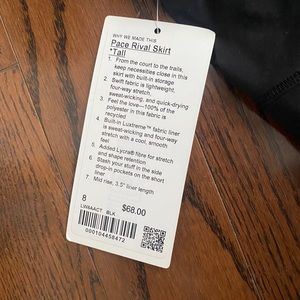 WHY WE MADE THIS
Pace Rival Skirt
*Tall
1. From the court to the trails,
keep necessities close in this
skirt with built-in storage
2. Swift fabric is lightweight,
four-way stretch,
sweat-wicking, and quick-drying
3. Feel the love—100% of the
polyester in this fabric is
recycled
4. Built-in Luxtreme™ fabric liner
is sweat-wicking and four-way
stretch with a cool, smooth
feel
5. Added Lycra® fibre for stretch
and shape retention
6. Stash your stuff in the side
drop-in pockets on the short
liner
7. Mid rise, 3.5" liner length
8
$68.00
LW8AACT BLK
000104458472